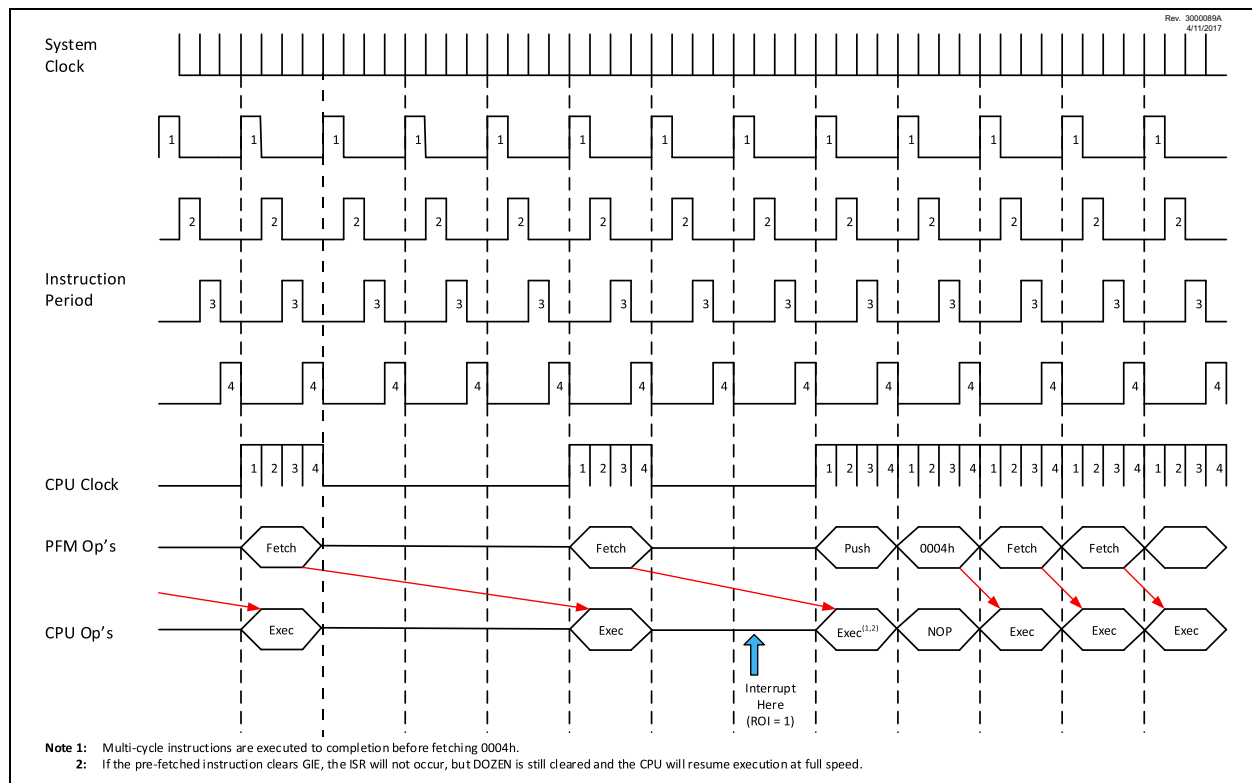 Rev. 3000089A
4/11/2017
System
Clock
1 1 1 1 1 1 1 1 1 1 1 1 1
2 2 2 2 2 2 2 2 2 2 2 2 2
Instruction
Period
3 3 3 3 3 3 3 3 3 3 3 3 3
4 4 4 4 4 4 4 4 4 4 4 4 4
CPU Clock
1 2 3 4 1 2 3 4 1 2 3 4 1 2 3 4 1 2 3 4 1 2 3 4 1 2 3 4
PFM Op's
Fetch Fetch Push 0004h Fetch Fetch
CPU Op's
Exec Exec Exec(1,2) NOP Exec Exec Exec
Interrupt
Here
(ROI = 1)
Note 1: Multi-cycle instructions are executed to completion before fetching 0004h.
2: If the pre-fetched instruction clears GIE, the ISR will not occur, but DOZEN is still cleared and the CPU will resume execution at full speed.